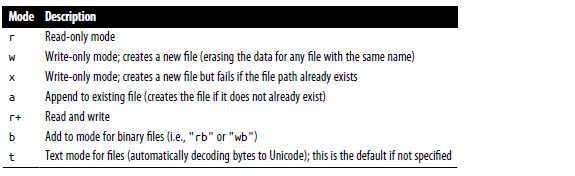 Mode Description
r Read-only mode
w Write-only mode; creates a new file (erasing the data for any file with the same name)
x Write-only mode; creates a new file but fails if the file path already exists
a Append to existing file (creates the file if it does not already exist)
r+ Read and write
b Add to mode for binary files (i.e., "rb" or "wb")
t Text mode for files (automatically decoding bytes to Unicode); this is the default if not specified